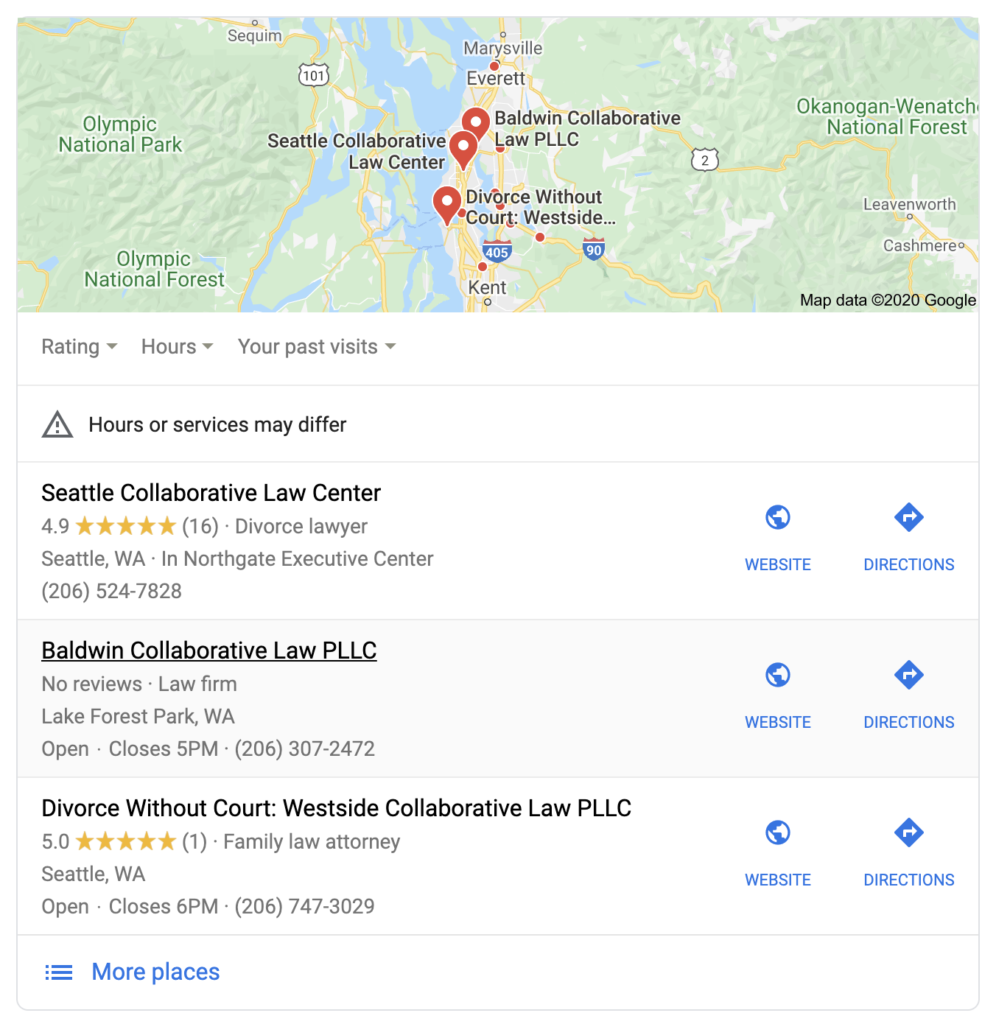 Sequim
Marysville
101
Everett
Olympic
National Park
Baldwin Collaborative
Law PLLC
Seattle Collaborative
Law Center
Okanogan-Wenatche
National Forest
2
Divorce Without
Court: Westside...
Leavenworth
Cashmere
405
90
Olympic
National Forest
Kent
Map data ©2020 Google
Rating
Hours
Your past visits
Hours or services may differ
Seattle Collaborative Law Center
4.9 (16) · Divorce lawyer
Seattle, WA · In Northgate Executive Center
(206) 524-7828
WEBSITE
DIRECTIONS
Baldwin Collaborative Law PLLC
No reviews · Law firm
Lake Forest Park, WA
Open · Closes 5PM · (206) 307-2472
WEBSITE
DIRECTIONS
Divorce Without Court: Westside Collaborative Law PLLC
5.0 (1) · Family law attorney
Seattle, WA
Open · Closes 6PM · (206) 747-3029
WEBSITE
DIRECTIONS
More places